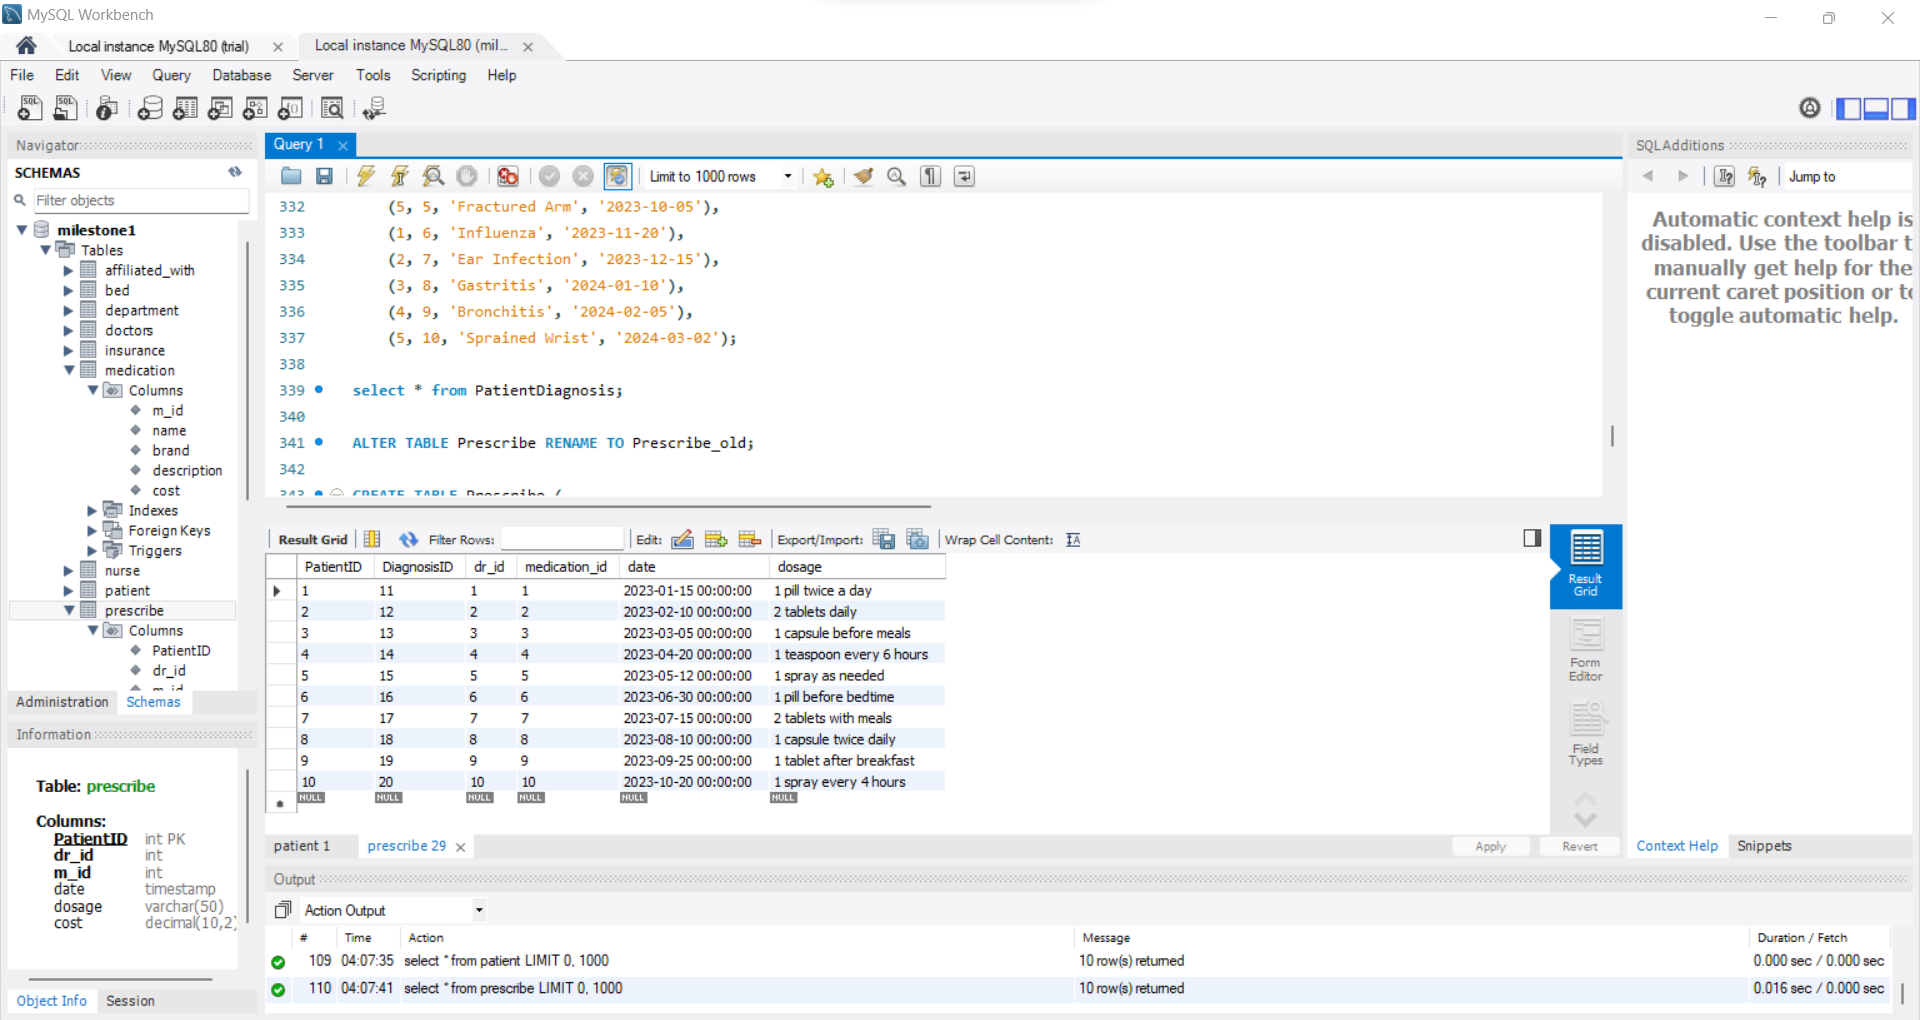 MySQL Workbench
Local instance MySQL80 (trial)
Local instance MySQL80 (mil...
File Edit View Query Database Server Tools Scripting Help
Navigator
SCHEMAS
Filter objects
milestone1
Tables
affiliated_with
bed
department
doctors
insurance
medication
Columns
m_id
name
brand
description
cost
Indexes
Foreign Keys
Triggers
nurse
patient
prescribe
Columns
PatientID
dr_id
m_id
Administration Schemas
Information
Table: prescribe
Columns:
PatientID int PK
dr_id int
m_id int
date timestamp
dosage varchar(50)
cost decimal(10,2)
Object Info Session
Query 1
Limit to 1000 rows
332 (5, 5, 'Fractured Arm', '2023-10-05'),
333 (1, 6, 'Influenza', '2023-11-20'),
334 (2, 7, 'Ear Infection', '2023-12-15'),
335 (3, 8, 'Gastritis', '2024-01-10'),
336 (4, 9, 'Bronchitis', '2024-02-05'),
337 (5, 10, 'Sprained Wrist', '2024-03-02');
338
339 select * from PatientDiagnosis;
340
341 ALTER TABLE Prescribe RENAME TO Prescribe_old;
342
343 CREATE TABLE Prescribe (
Result Grid Filter Rows: Edit: Export/Import: Wrap Cell Content:
PatientID DiagnosisID dr_id medication_id date dosage
1 11 1 1 2023-01-15 00:00:00 1 pill twice a day
2 12 2 2 2023-02-10 00:00:00 2 tablets daily
3 13 3 3 2023-03-05 00:00:00 1 capsule before meals
4 14 4 4 2023-04-20 00:00:00 1 teaspoon every 6 hours
5 15 5 5 2023-05-12 00:00:00 1 spray as needed
6 16 6 6 2023-06-30 00:00:00 1 pill before bedtime
7 17 7 7 2023-07-15 00:00:00 2 tablets with meals
8 18 8 8 2023-08-10 00:00:00 1 capsule twice daily
9 19 9 9 2023-09-25 00:00:00 1 tablet after breakfast
10 20 10 10 2023-10-20 00:00:00 1 spray every 4 hours
NULL NULL NULL NULL NULL NULL
Result
Grid
Form
Editor
Field
Types
patient 1 prescribe 29 Apply Revert
Output
Action Output
# Time Action Message Duration / Fetch
109 04:07:35 select * from patient LIMIT 0, 1000 10 row(s) returned 0.000 sec / 0.000 sec
110 04:07:41 select * from prescribe LIMIT 0, 1000 10 row(s) returned 0.016 sec / 0.000 sec
SQLAdditions
Jump to
Automatic context help is
disabled. Use the toolbar t
manually get help for the
current caret position or to
toggle automatic help.
Context Help Snippets